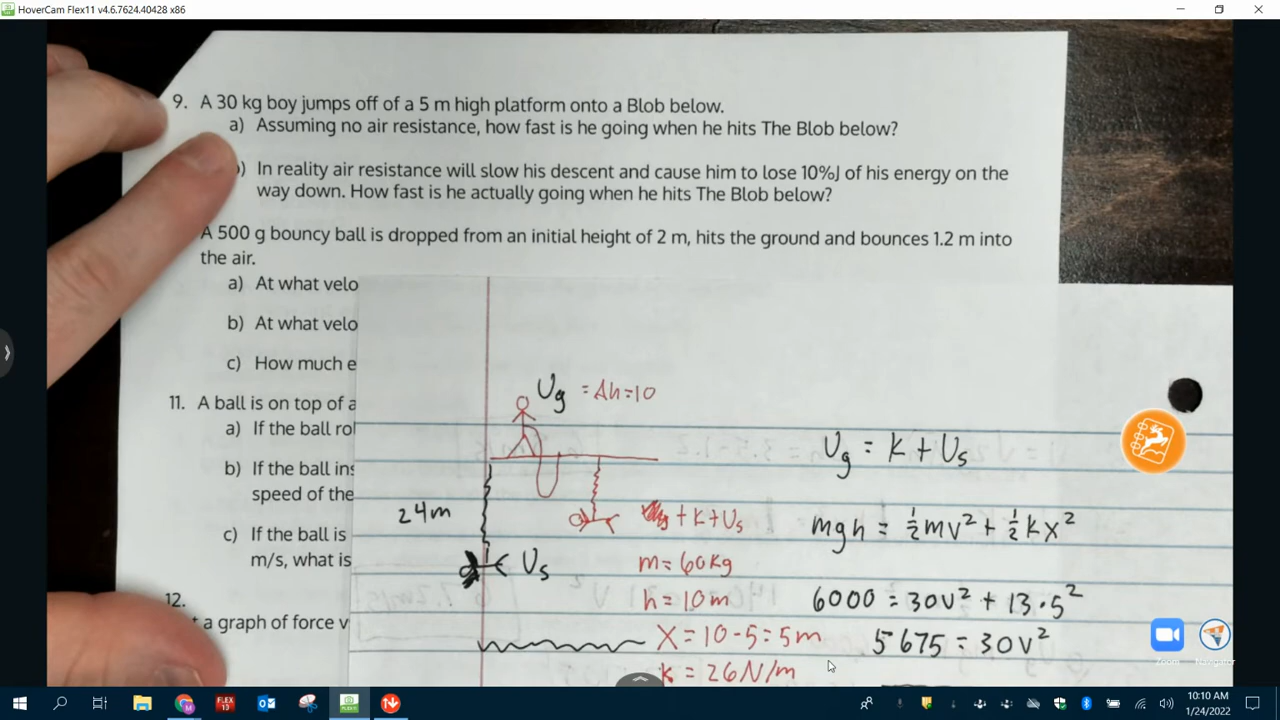 HoverCam Flex11 v4.6.7624.40428 x86
9. A 30 kg boy jumps off of a 5 m high platform onto a Blob below.
a) Assuming no air resistance, how fast is he going when he hits The Blob below?
) In reality air resistance will slow his descent and cause him to lose 10%J of his energy on the
way down. How fast is he actually going when he hits The Blob below?
A 500 g bouncy ball is dropped from an initial height of 2 m, hits the ground and bounces 1.2 m into
the air.
a) At what velo
b) At what velo
c) How much e
11. A ball is on top of a
a) If the ball rol
b) If the ball ins
speed of the
c) If the ball is
m/s, what is
12.
t a graph of force v
Ug = Δh=10
24m
Us
+ K + Us
m = 60kg
h = 10m
X = 10-5 = 5m
k = 26N/m
Ug = K + Us
mgh = ½mv² + ½kx²
6000 = 30v² + 13·5²
5675 = 30v²
Zoom
Navigator
FLEX
10:10 AM
1/24/2022